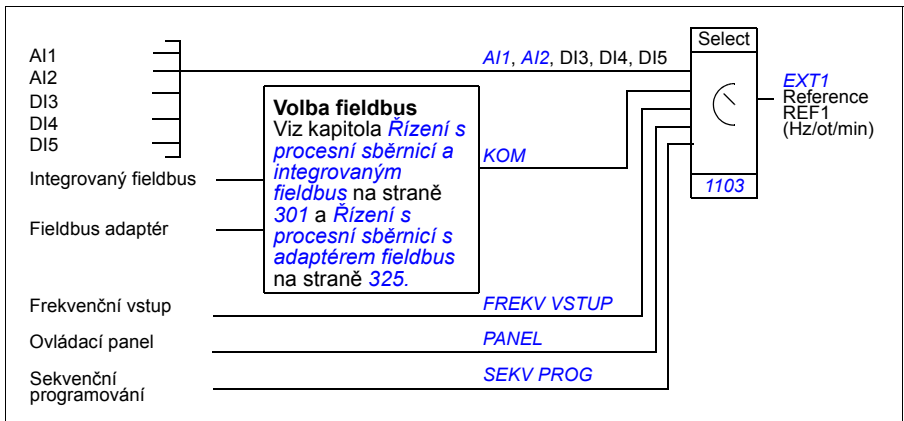 AI1
AI2
DI3
DI4
DI5
Integrovaný fieldbus
Fieldbus adaptér
Frekvenční vstup
Ovládací panel
Sekvenční
programování
Volba fieldbus
Viz kapitola Řízení s
procesní sběrnicí a
integrovaným
fieldbus na straně
301 a Řízení s
procesní sběrnicí s
adaptérem fieldbus
na straně 325.
AI1, AI2, DI3, DI4, DI5
KOM
FREKV VSTUP
PANEL
SEKV PROG
Select
1103
EXT1
Reference
REF1
(Hz/ot/min)